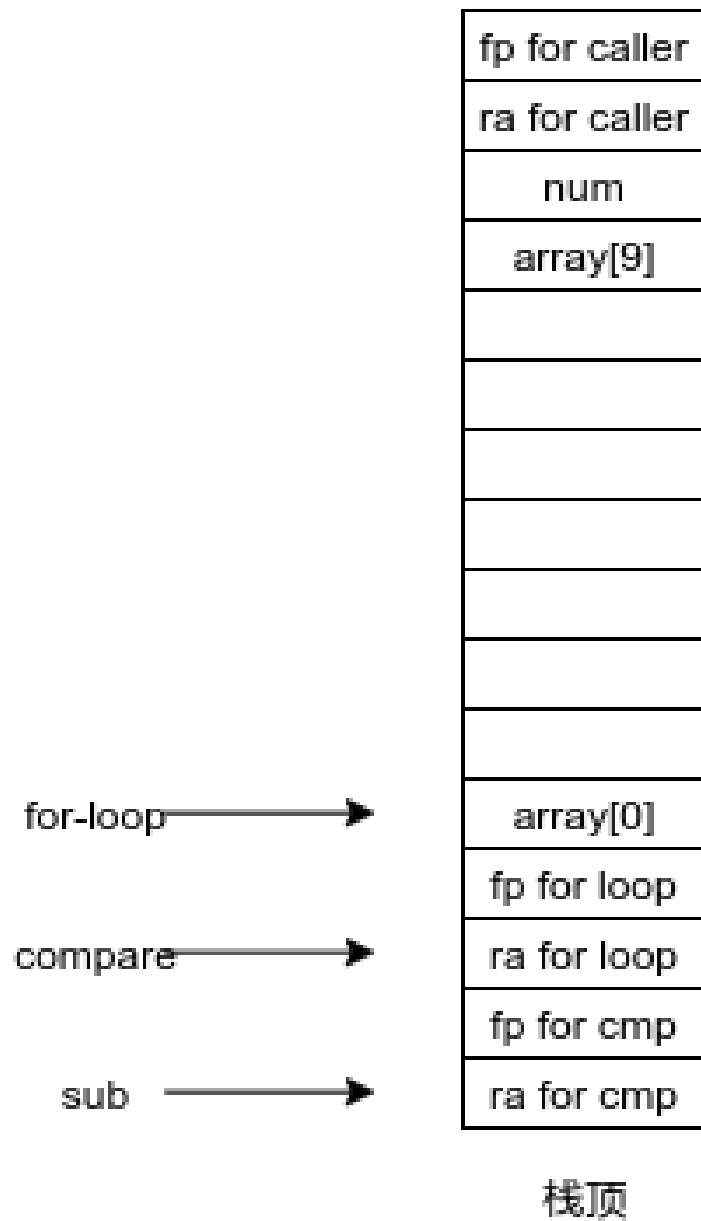 fp for caller
ra for caller
num
array[9]
for-loop
array[0]
fp for loop
compare
ra for loop
fp for cmp
sub
ra for cmp
栈顶